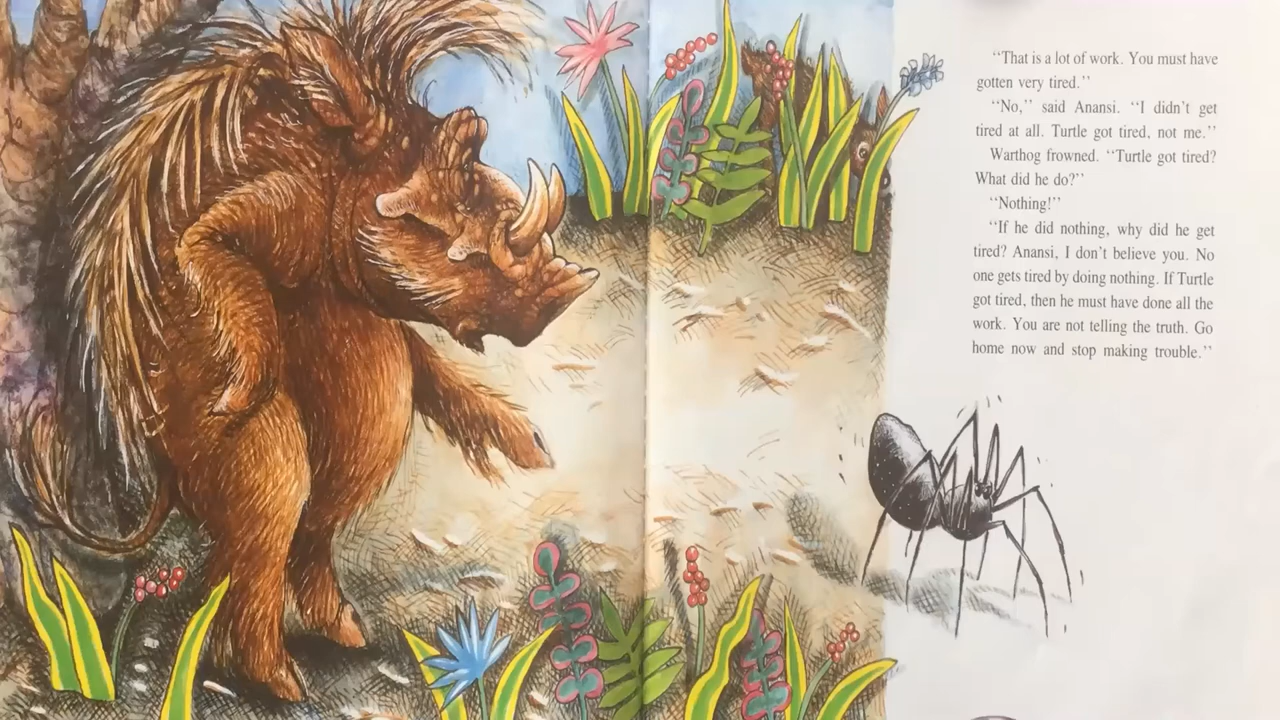 ‘‘That is a lot of work. You must have
gotten very tired.’’
‘‘No,’’ said Anansi. ‘‘I didn’t get
tired at all. Turtle got tired, not me.’’
Warthog frowned. ‘‘Turtle got tired?
What did he do?’’
‘‘Nothing!’’
‘‘If he did nothing, why did he get
tired? Anansi, I don’t believe you. No
one gets tired by doing nothing. If Turtle
got tired, then he must have done all the
work. You are not telling the truth. Go
home now and stop making trouble.’’